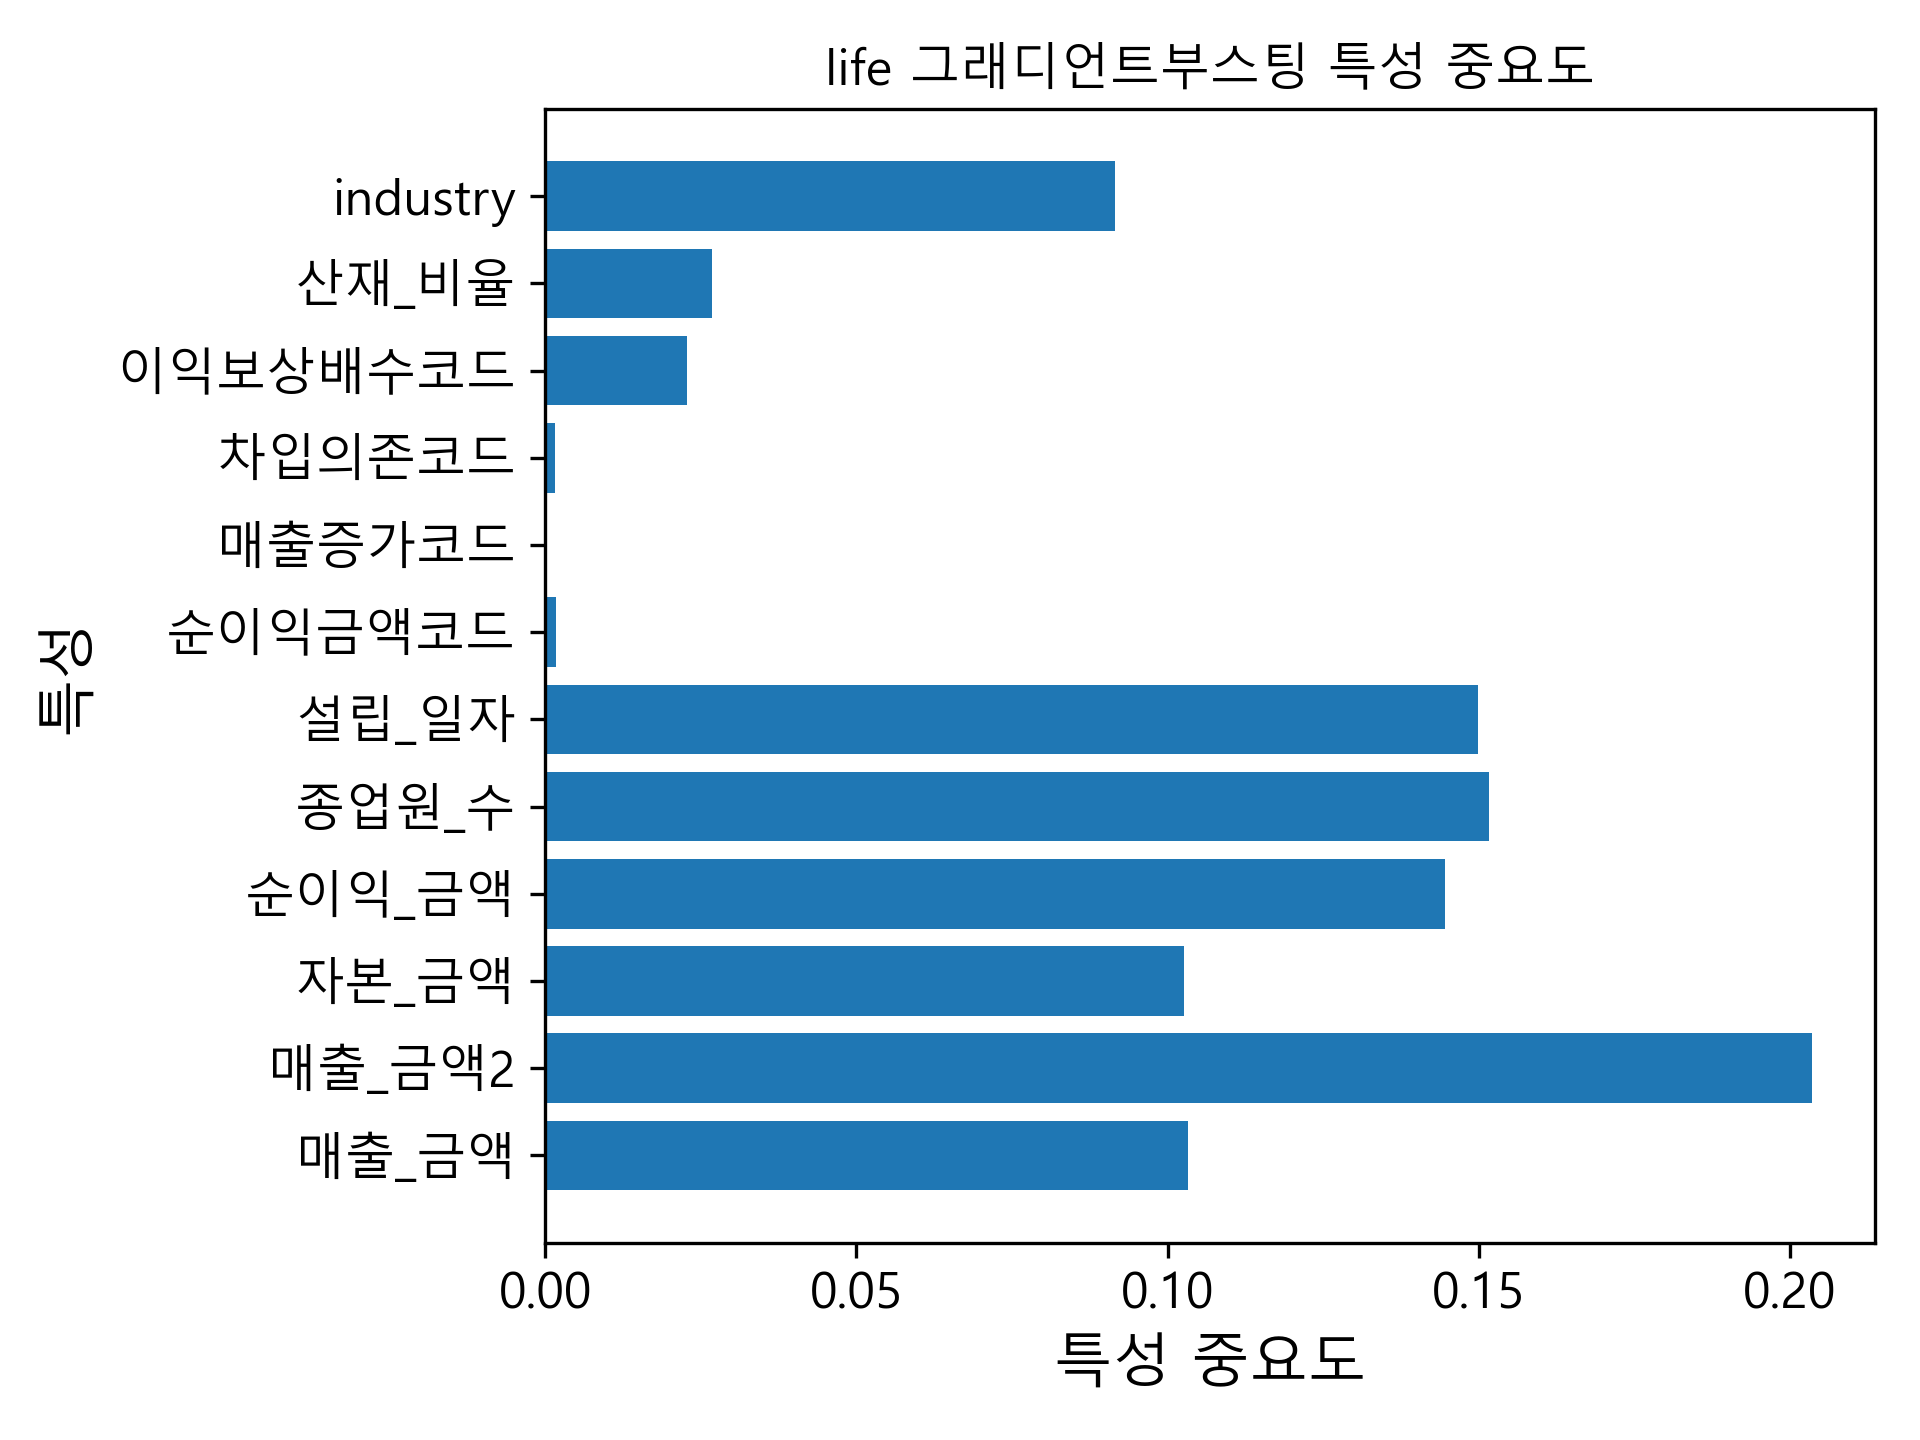 life 그래디언트부스팅 특성 중요도
industry
산재_비율
이익보상배수코드
차입의존코드
매출증가코드
순이익금액코드
설립_일자
종업원_수
순이익_금액
자본_금액
매출_금액2
매출_금액
특성
0.00 0.05 0.10 0.15 0.20
특성 중요도